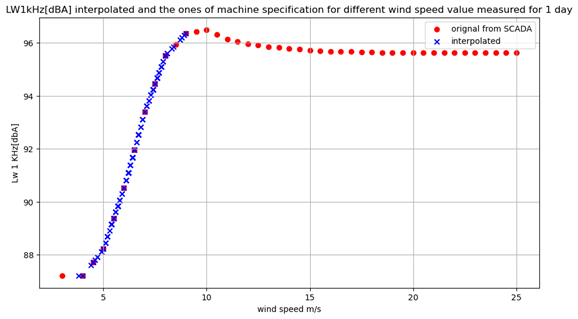 LW1kHz[dBA] interpolated and the ones of machine specification for different wind speed value measured for 1 day
orignal from SCADA
interpolated
96
94
92
90
88
Lw 1 KHz[dbA]
5 10 15 20 25
wind speed m/s